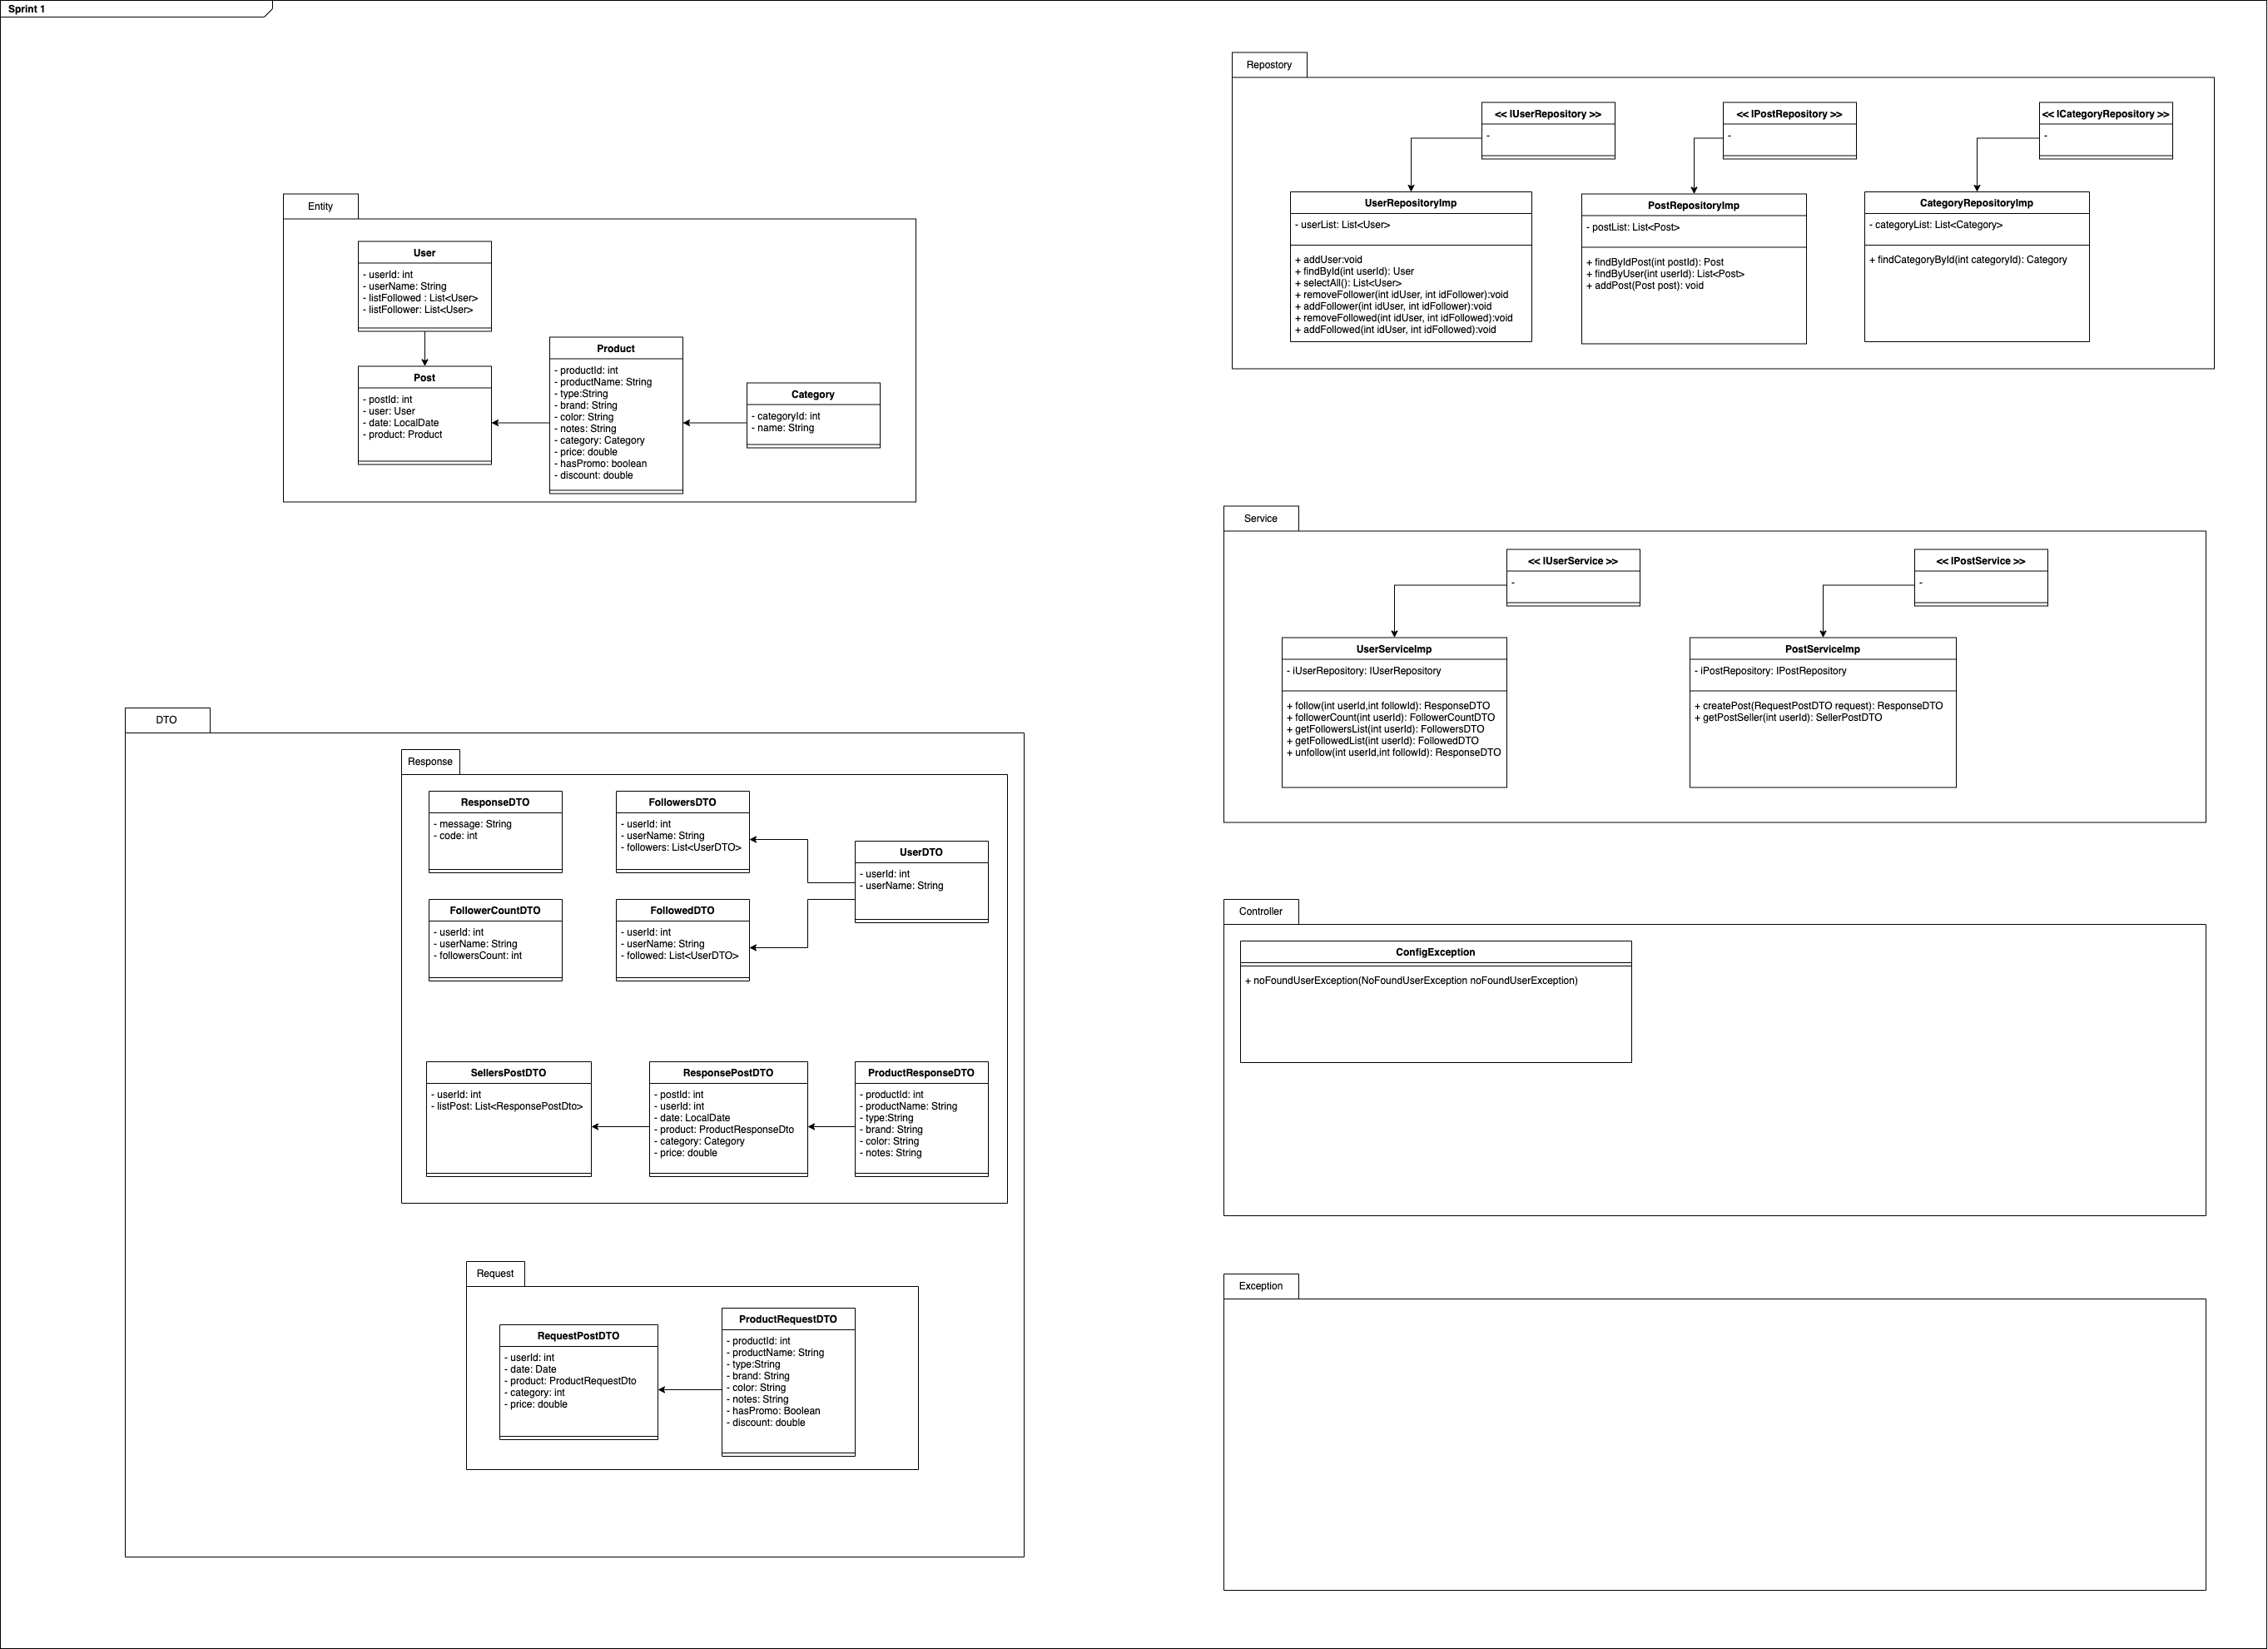 Sprint 1
Entity
User
- userId: int
- userName: String
- listFollowed : List<User>
- listFollower: List<User>
Post
- postId: int
- user: User
- date: LocalDate
- product: Product
Product
- productId: int
- productName: String
- type:String
- brand: String
- color: String
- notes: String
- category: Category
- price: double
- hasPromo: boolean
- discount: double
Category
- categoryId: int
- name: String
DTO
Response
ResponseDTO
- message: String
- code: int
FollowersDTO
- userId: int
- userName: String
- followers: List<UserDTO>
UserDTO
- userId: int
- userName: String
FollowerCountDTO
- userId: int
- userName: String
- followersCount: int
FollowedDTO
- userId: int
- userName: String
- followed: List<UserDTO>
SellersPostDTO
- userId: int
- listPost: List<ResponsePostDto>
ResponsePostDTO
- postId: int
- userId: int
- date: LocalDate
- product: ProductResponseDto
- category: Category
- price: double
ProductResponseDTO
- productId: int
- productName: String
- type:String
- brand: String
- color: String
- notes: String
Request
RequestPostDTO
- userId: int
- date: Date
- product: ProductRequestDto
- category: int
- price: double
ProductRequestDTO
- productId: int
- productName: String
- type:String
- brand: String
- color: String
- notes: String
- hasPromo: Boolean
- discount: double
Repostory
<< IUserRepository >>
-
<< IPostRepository >>
-
<< ICategoryRepository >>
-
UserRepositoryImp
- userList: List<User>
+ addUser:void
+ findById(int userId): User
+ selectAll(): List<User>
+ removeFollower(int idUser, int idFollower):void
+ addFollower(int idUser, int idFollower):void
+ removeFollowed(int idUser, int idFollowed):void
+ addFollowed(int idUser, int idFollowed):void
PostRepositoryImp
- postList: List<Post>
+ findByIdPost(int postId): Post
+ findByUser(int userId): List<Post>
+ addPost(Post post): void
CategoryRepositoryImp
- categoryList: List<Category>
+ findCategoryById(int categoryId): Category
Service
<< IUserService >>
-
<< IPostService >>
-
UserServiceImp
- iUserRepository: IUserRepository
+ follow(int userId,int followId): ResponseDTO
+ followerCount(int userId): FollowerCountDTO
+ getFollowersList(int userId): FollowersDTO
+ getFollowedList(int userId): FollowedDTO
+ unfollow(int userId,int followId): ResponseDTO
PostServiceImp
- iPostRepository: IPostRepository
+ createPost(RequestPostDTO request): ResponseDTO
+ getPostSeller(int userId): SellerPostDTO
Controller
ConfigException
+ noFoundUserException(NoFoundUserException noFoundUserException)
Exception